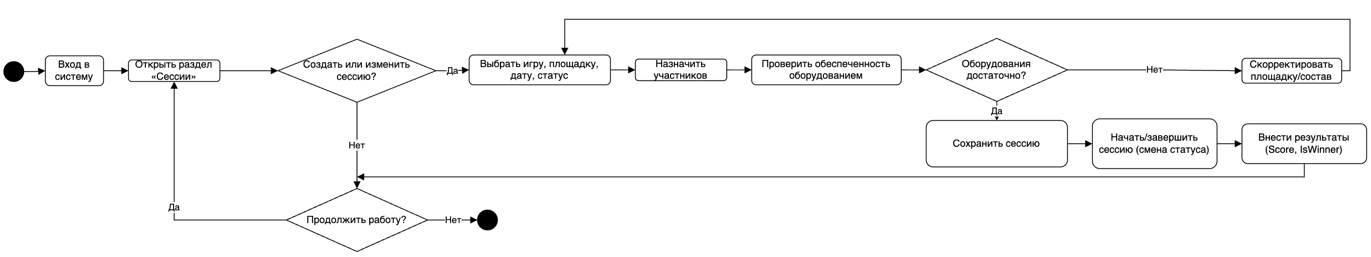 Вход в
систему
Открыть раздел
«Сессии»
Создать или изменить
сессию?
Да
Выбрать игру, площадку,
дату, статус
Назначить
участников
Проверить обеспеченность
оборудованием
Оборудования
достаточно?
Нет
Скорректировать
площадку/состав
Да
Сохранить сессию
Начать/завершить
сессию (смена статуса)
Внести результаты
(Score, IsWinner)
Нет
Продолжить работу?
Да
Нет